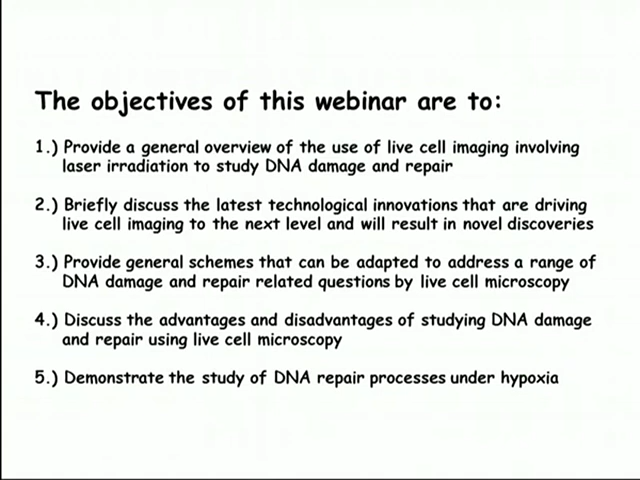 The objectives of this webinar are to:
1.) Provide a general overview of the use of live cell imaging involving
laser irradiation to study DNA damage and repair
2.) Briefly discuss the latest technological innovations that are driving
live cell imaging to the next level and will result in novel discoveries
3.) Provide general schemes that can be adapted to address a range of
DNA damage and repair related questions by live cell microscopy
4.) Discuss the advantages and disadvantages of studying DNA damage
and repair using live cell microscopy
5.) Demonstrate the study of DNA repair processes under hypoxia